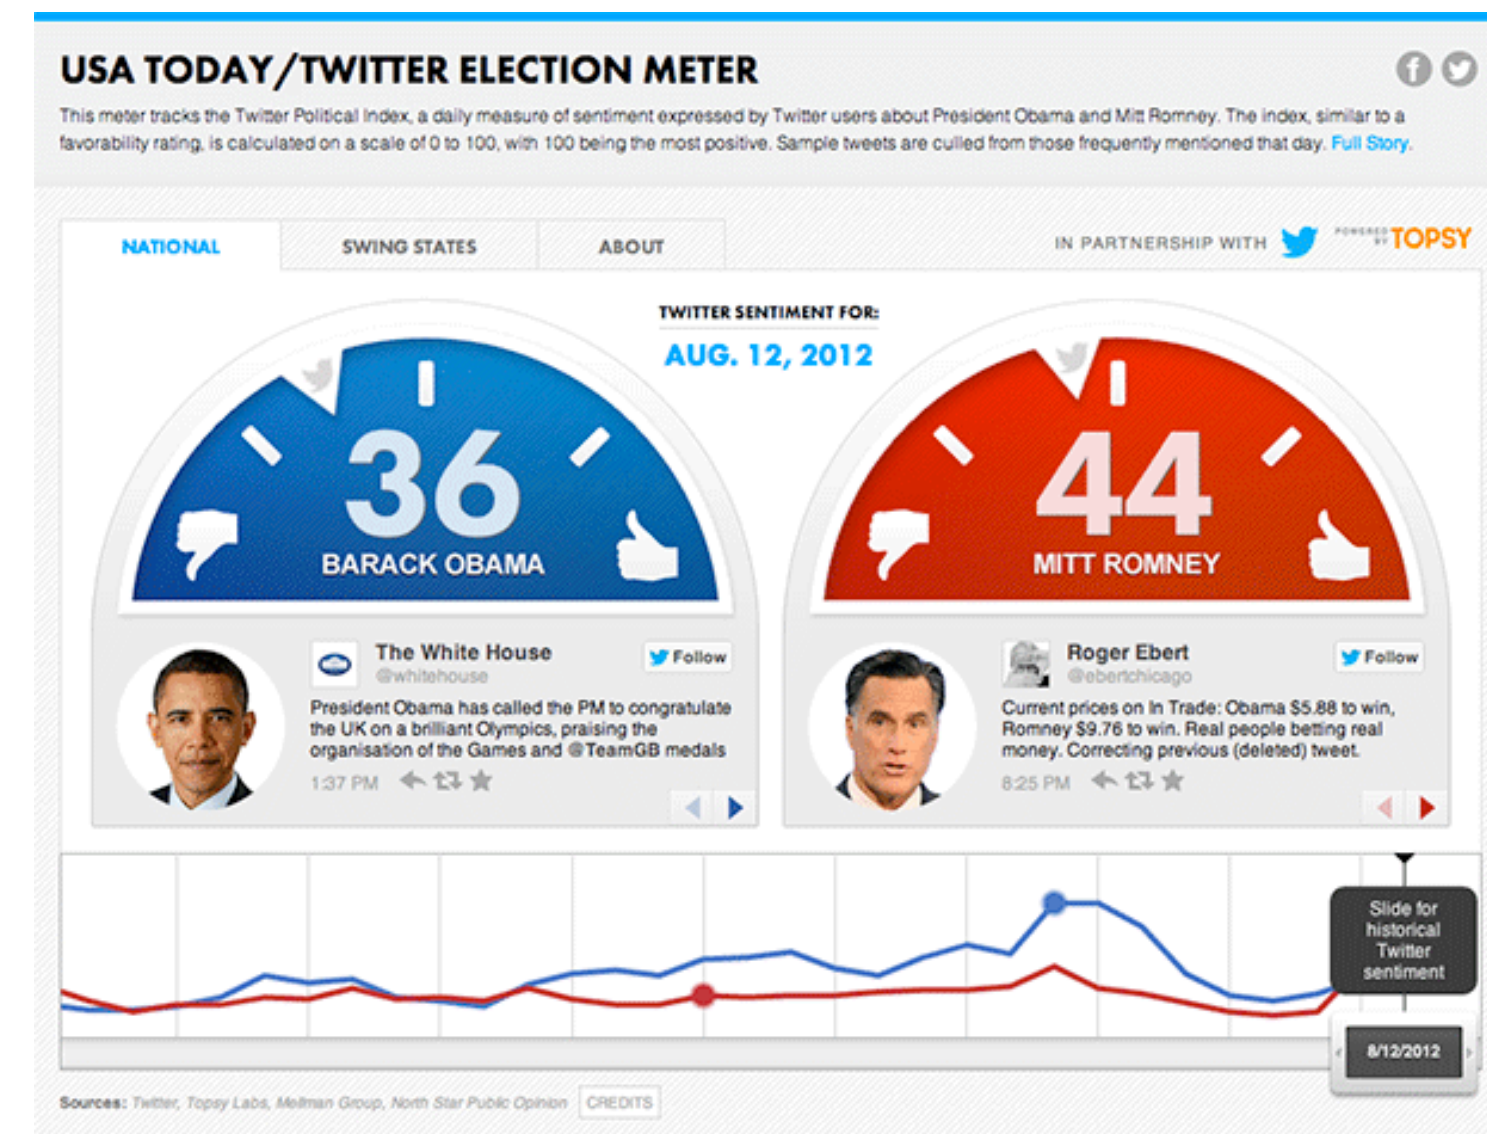 USA TODAY/TWITTER ELECTION METER
This meter tracks the Twitter Political Index, a daily measure of sentiment expressed by Twitter users about President Obama and Mitt Romney. The index, similar to a
favorability rating, is calculated on a scale of 0 to 100, with 100 being the most positive. Sample tweets are culled from those frequently mentioned that day. Full Story.
NATIONAL
SWING STATES
ABOUT
IN PARTNERSHIP WITH
POWERED BY TOPSY
TWITTER SENTIMENT FOR:
AUG. 12, 2012
36
BARACK OBAMA
44
MITT ROMNEY
The White House
@whitehouse
Follow
President Obama has called the PM to congratulate
the UK on a brilliant Olympics, praising the
organisation of the Games and @TeamGB medals
1:37 PM
Roger Ebert
@ebertchicago
Follow
Current prices on In Trade: Obama $5.88 to win,
Romney $9.76 to win. Real people betting real
money. Correcting previous (deleted) tweet.
8:25 PM
Slide for
historical
Twitter
sentiment
8/12/2012
Sources: Twitter, Topsy Labs, Mellman Group, North Star Public Opinion
CREDITS